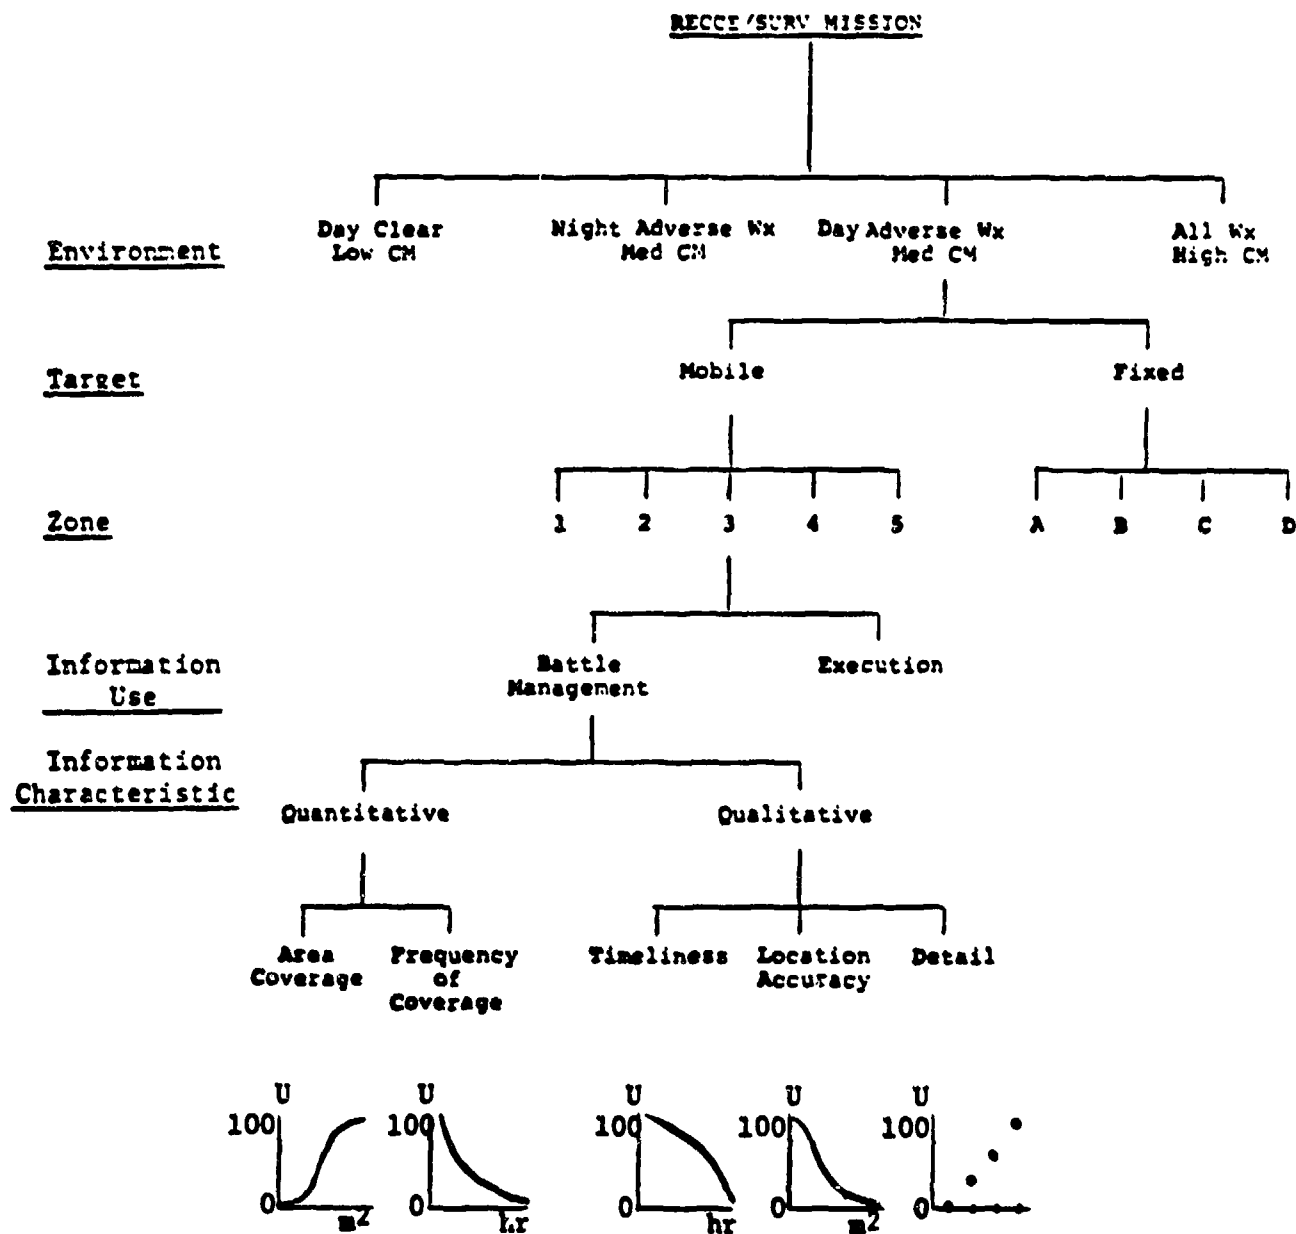 RECCE/SURV MISSION
Environment
Day Clear
Low CM
Night Adverse Wx
Med CM
Day Adverse Wx
Med CM
All Wx
High CM
Target
Mobile
Fixed
Zone
1 2 3 4 5 A B C D
Information
Use
Battle
Management
Execution
Information
Characteristic
Quantitative
Qualitative
Area
Coverage
Frequency
of
Coverage
Timeliness
Location
Accuracy
Detail
U
100
0
m²
U
100
0
hr
U
100
0
hr
U
100
0
m²
U
100
0